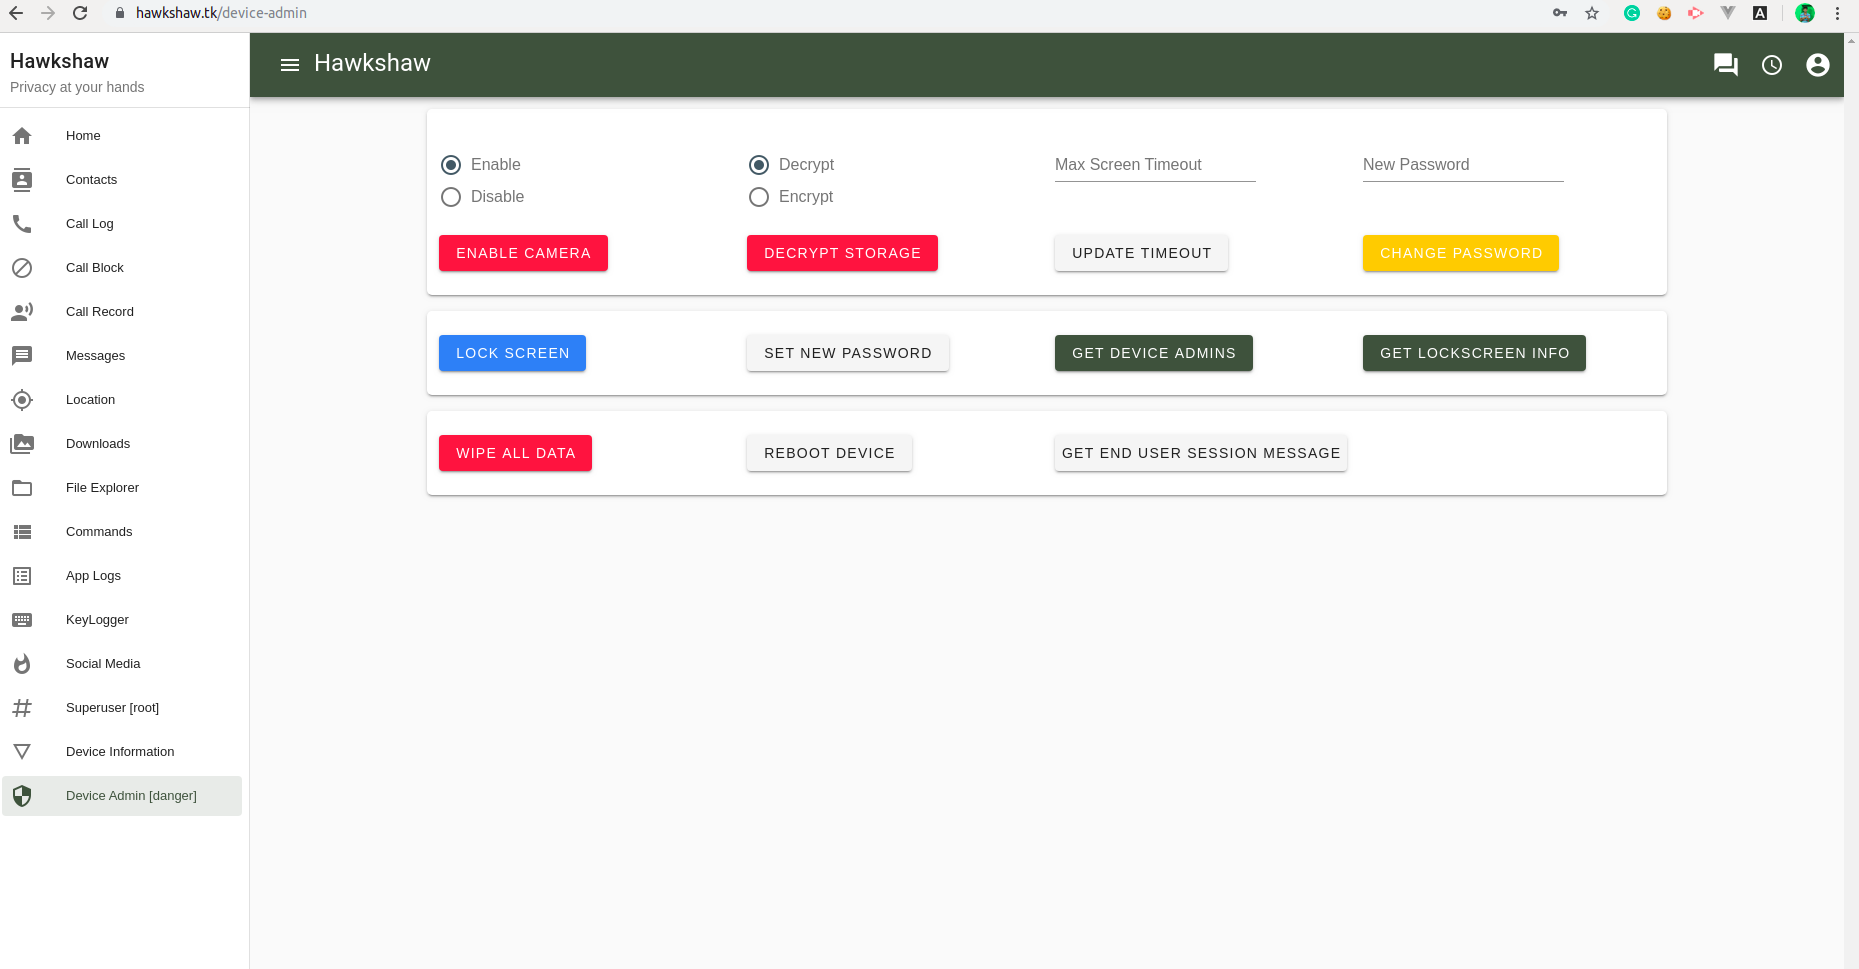 hawkshaw.tk/device-admin
Hawkshaw
Privacy at your hands
Home
Contacts
Call Log
Call Block
Call Record
Messages
Location
Downloads
File Explorer
Commands
App Logs
KeyLogger
Social Media
Superuser [root]
Device Information
Device Admin [danger]
Hawkshaw
Enable
Disable
Decrypt
Encrypt
Max Screen Timeout
New Password
ENABLE CAMERA
DECRYPT STORAGE
UPDATE TIMEOUT
CHANGE PASSWORD
LOCK SCREEN
SET NEW PASSWORD
GET DEVICE ADMINS
GET LOCKSCREEN INFO
WIPE ALL DATA
REBOOT DEVICE
GET END USER SESSION MESSAGE